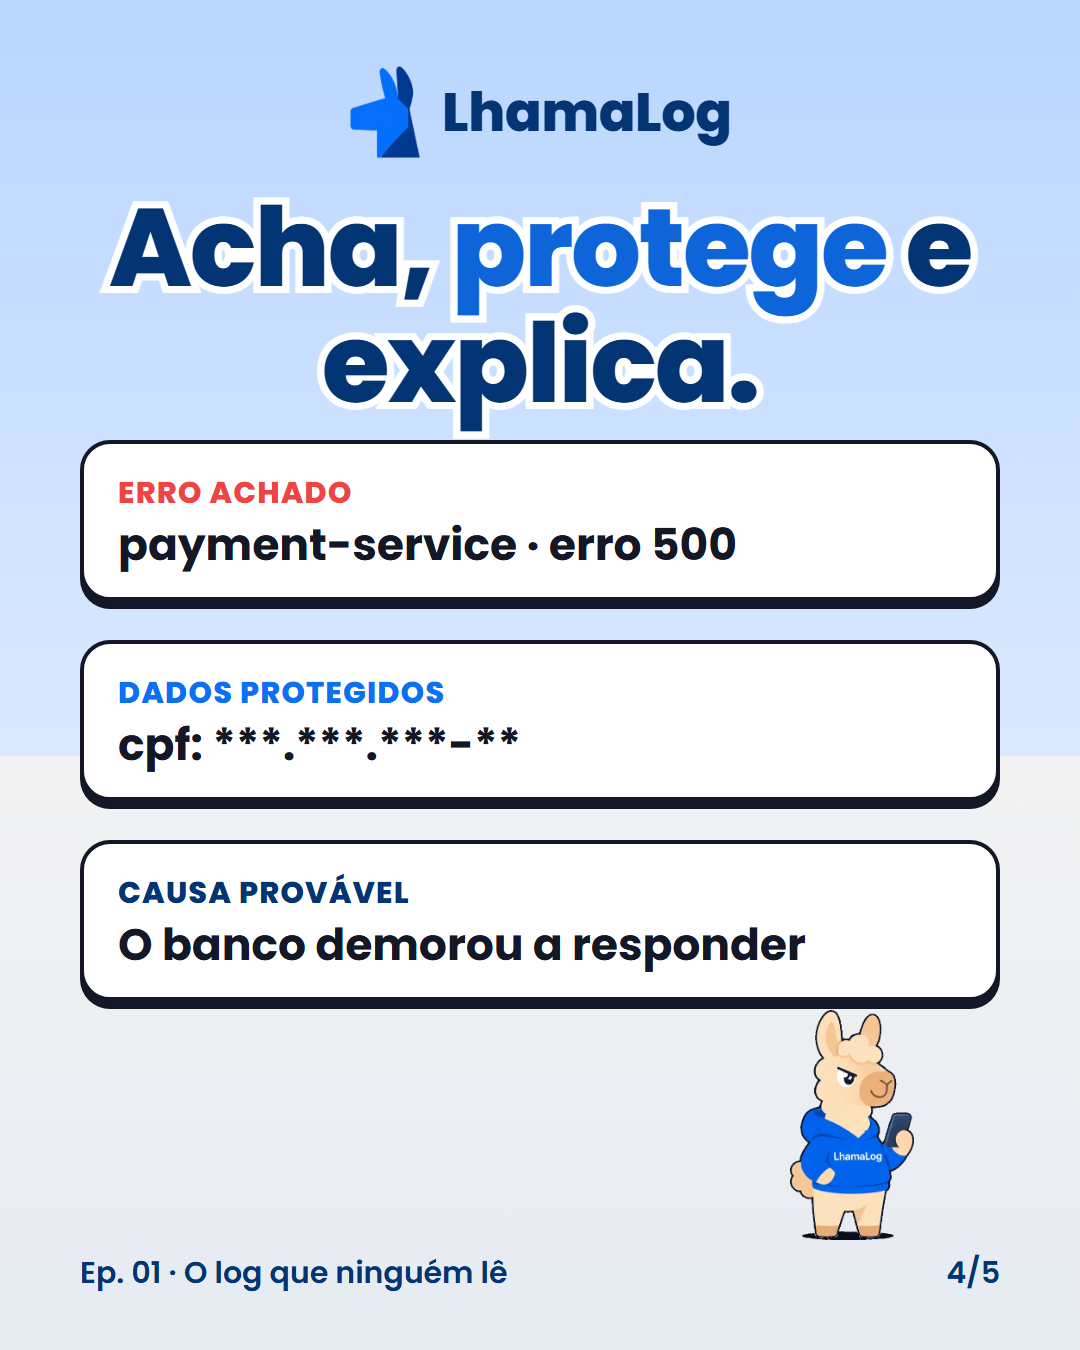 LhamaLog
Acha, protege e
explica.
ERRO ACHADO
payment-service · erro 500
DADOS PROTEGIDOS
cpf: ***.***.***-**
CAUSA PROVÁVEL
O banco demorou a responder
LhamaLog
Ep. 01 · O log que ninguém lê
4/5